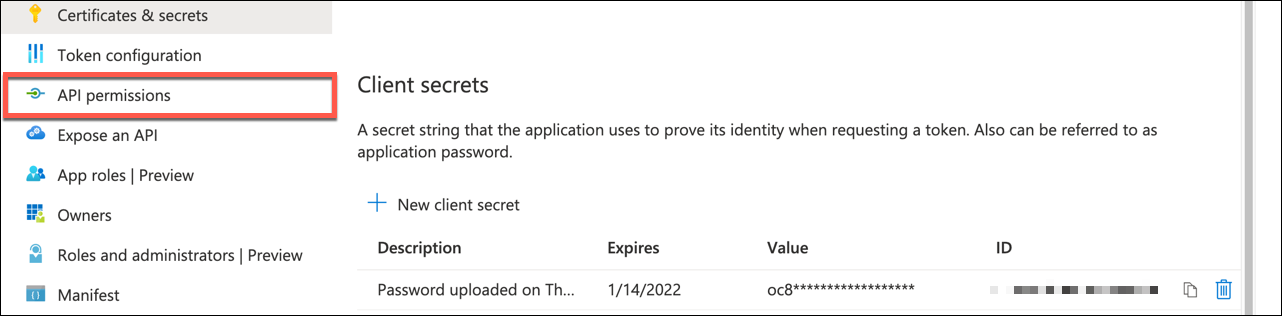 Certificates & secrets
Token configuration
API permissions
Expose an API
App roles | Preview
Owners
Roles and administrators | Preview
Manifest
Client secrets
A secret string that the application uses to prove its identity when requesting a token. Also can be referred to as
application password.
New client secret
Description Expires Value ID
Password uploaded on Th... 1/14/2022 oc8******************